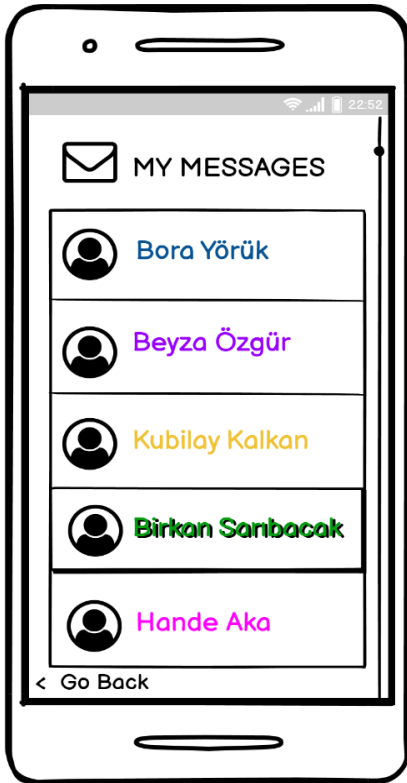 22:52
MY MESSAGES
Bora Yörük
Beyza Özgür
Kubilay Kalkan
Birkan Sarıbacak
Hande Aka
< Go Back